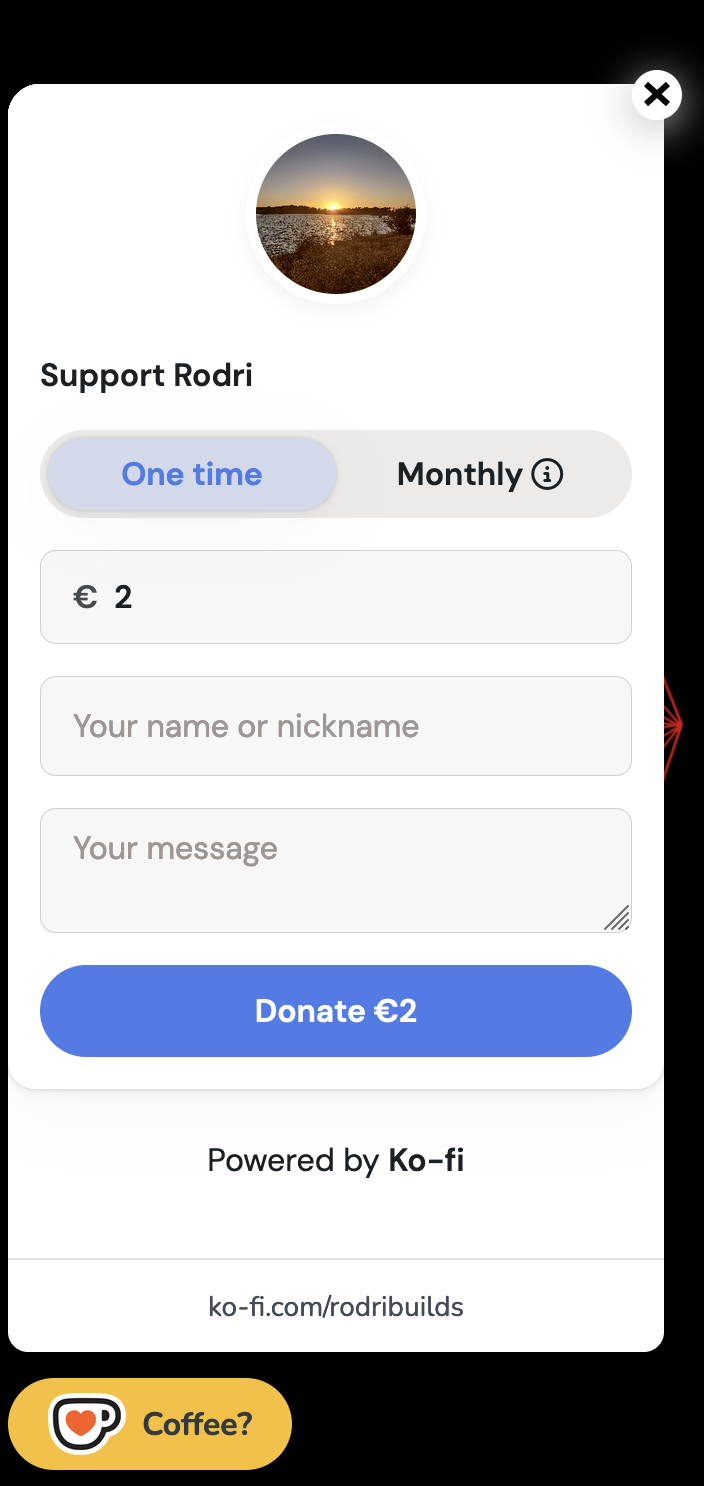 Support Rodri
One time Monthly
€ 2
Your name or nickname
Your message
Donate €2
Powered by Ko-fi
ko-fi.com/rodribuilds
Coffee?